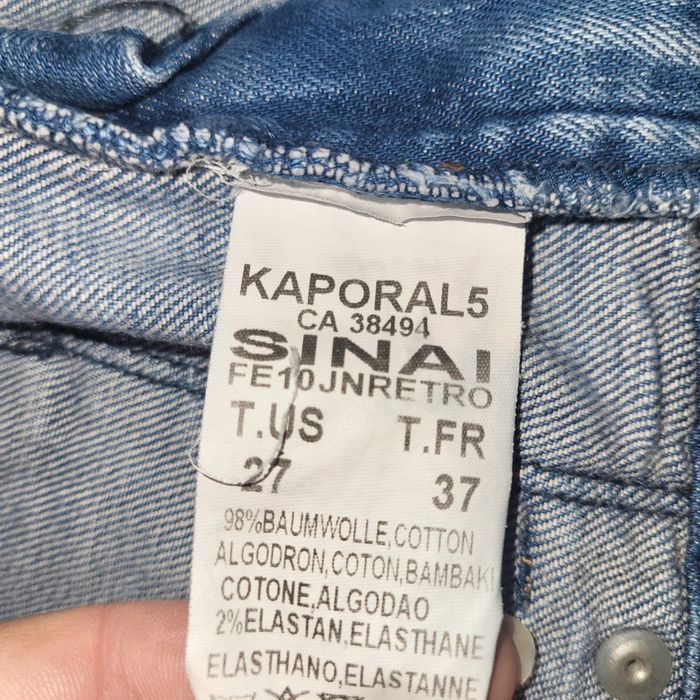 KAPORAL5
CA 38494
SINAI
FE10JNRETRO
T.US T.FR
27 37
98%BAUMWOLLE,COTTON
ALGODRON,COTON,BAMBAKI
COTONE,ALGODAO
2%ELASTAN,ELASTHANE
ELASTHANO,ELASTANNE